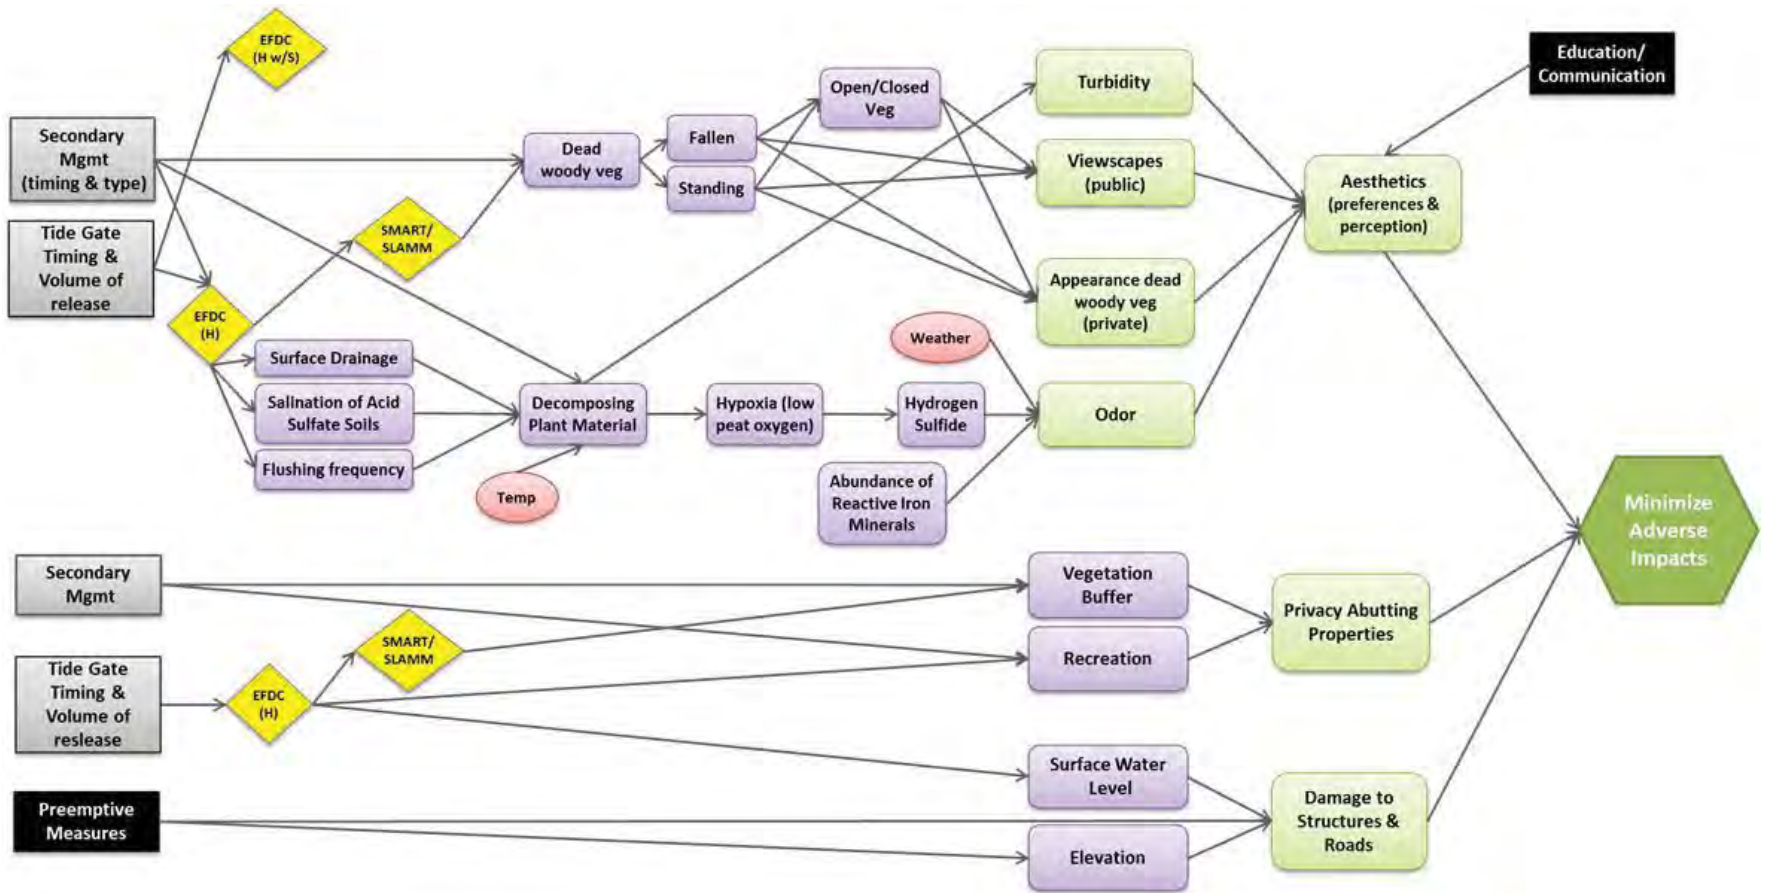 EFDC
(H w/S)
Education/
Communication
Open/Closed
Veg
Turbidity
Secondary
Mgmt
(timing & type)
Dead
woody veg
Fallen
Standing
Viewscapes
(public)
Aesthetics
(preferences &
perception)
Tide Gate
Timing &
Volume of
release
SMART/
SLAMM
Appearance dead
woody veg
(private)
EFDC
(H)
Weather
Surface Drainage
Salination of Acid
Sulfate Soils
Flushing frequency
Decomposing
Plant Material
Hypoxia (low
peat oxygen)
Hydrogen
Sulfide
Odor
Temp
Abundance of
Reactive Iron
Minerals
Minimize
Adverse
Impacts
Secondary
Mgmt
Vegetation
Buffer
Privacy Abutting
Properties
SMART/
SLAMM
Recreation
Tide Gate
Timing &
Volume of
reslease
EFDC
(H)
Surface Water
Level
Damage to
Structures &
Roads
Preemptive
Measures
Elevation